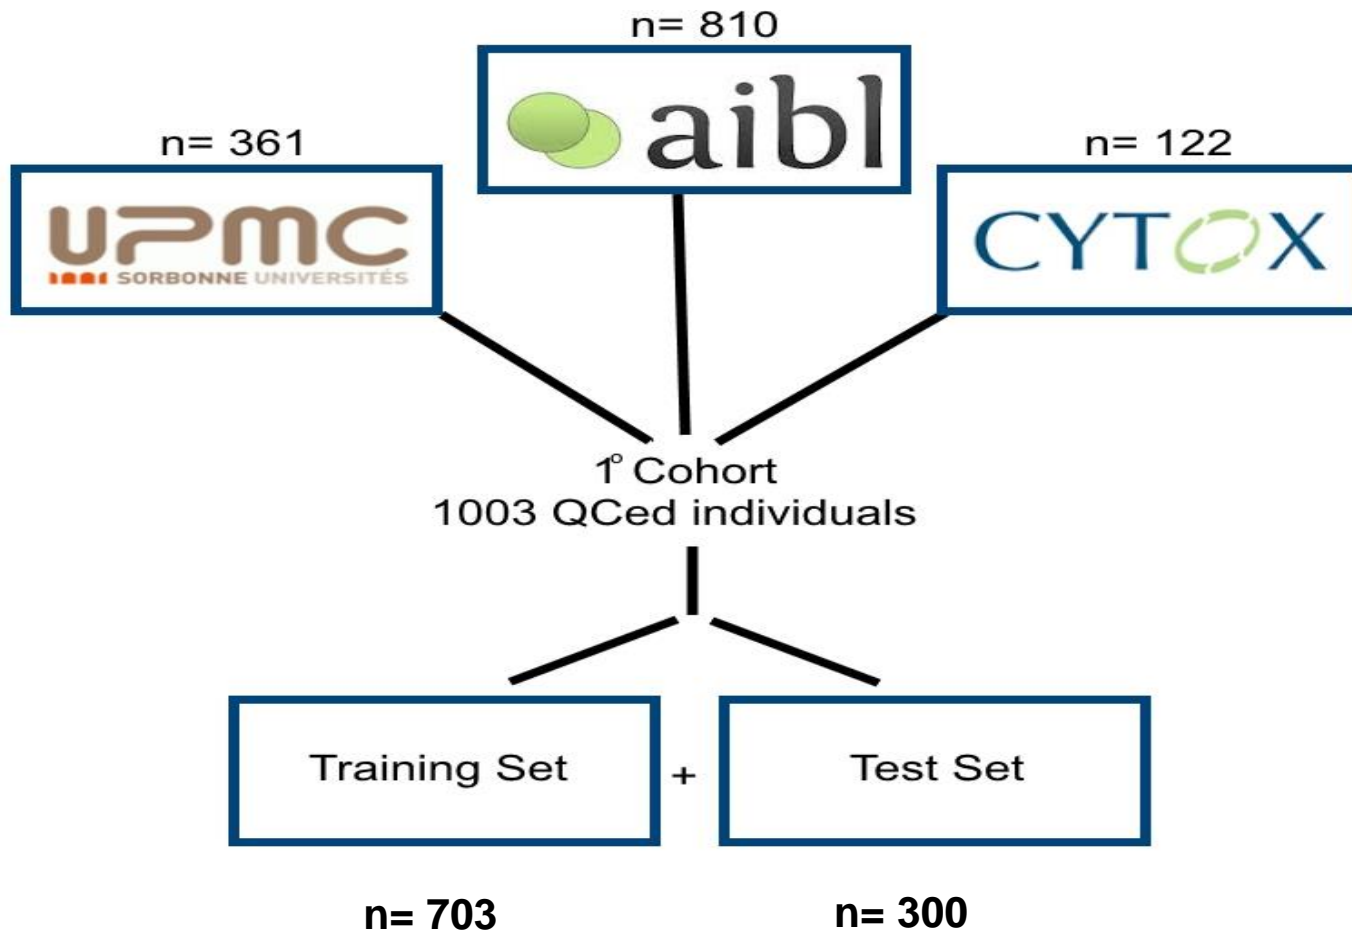 n= 810
aibl
n= 361
n= 122
UPMC
SORBONNE UNIVERSITÉS
CYTOX
1° Cohort
1003 QCed individuals
Training Set
+
Test Set
n= 703
n= 300